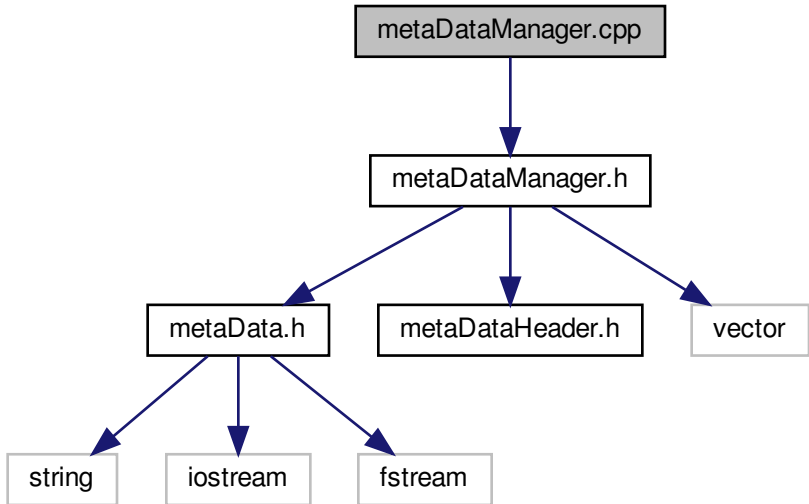 metaDataManager.cpp
metaDataManager.h
metaData.h
metaDataHeader.h
vector
string
iostream
fstream